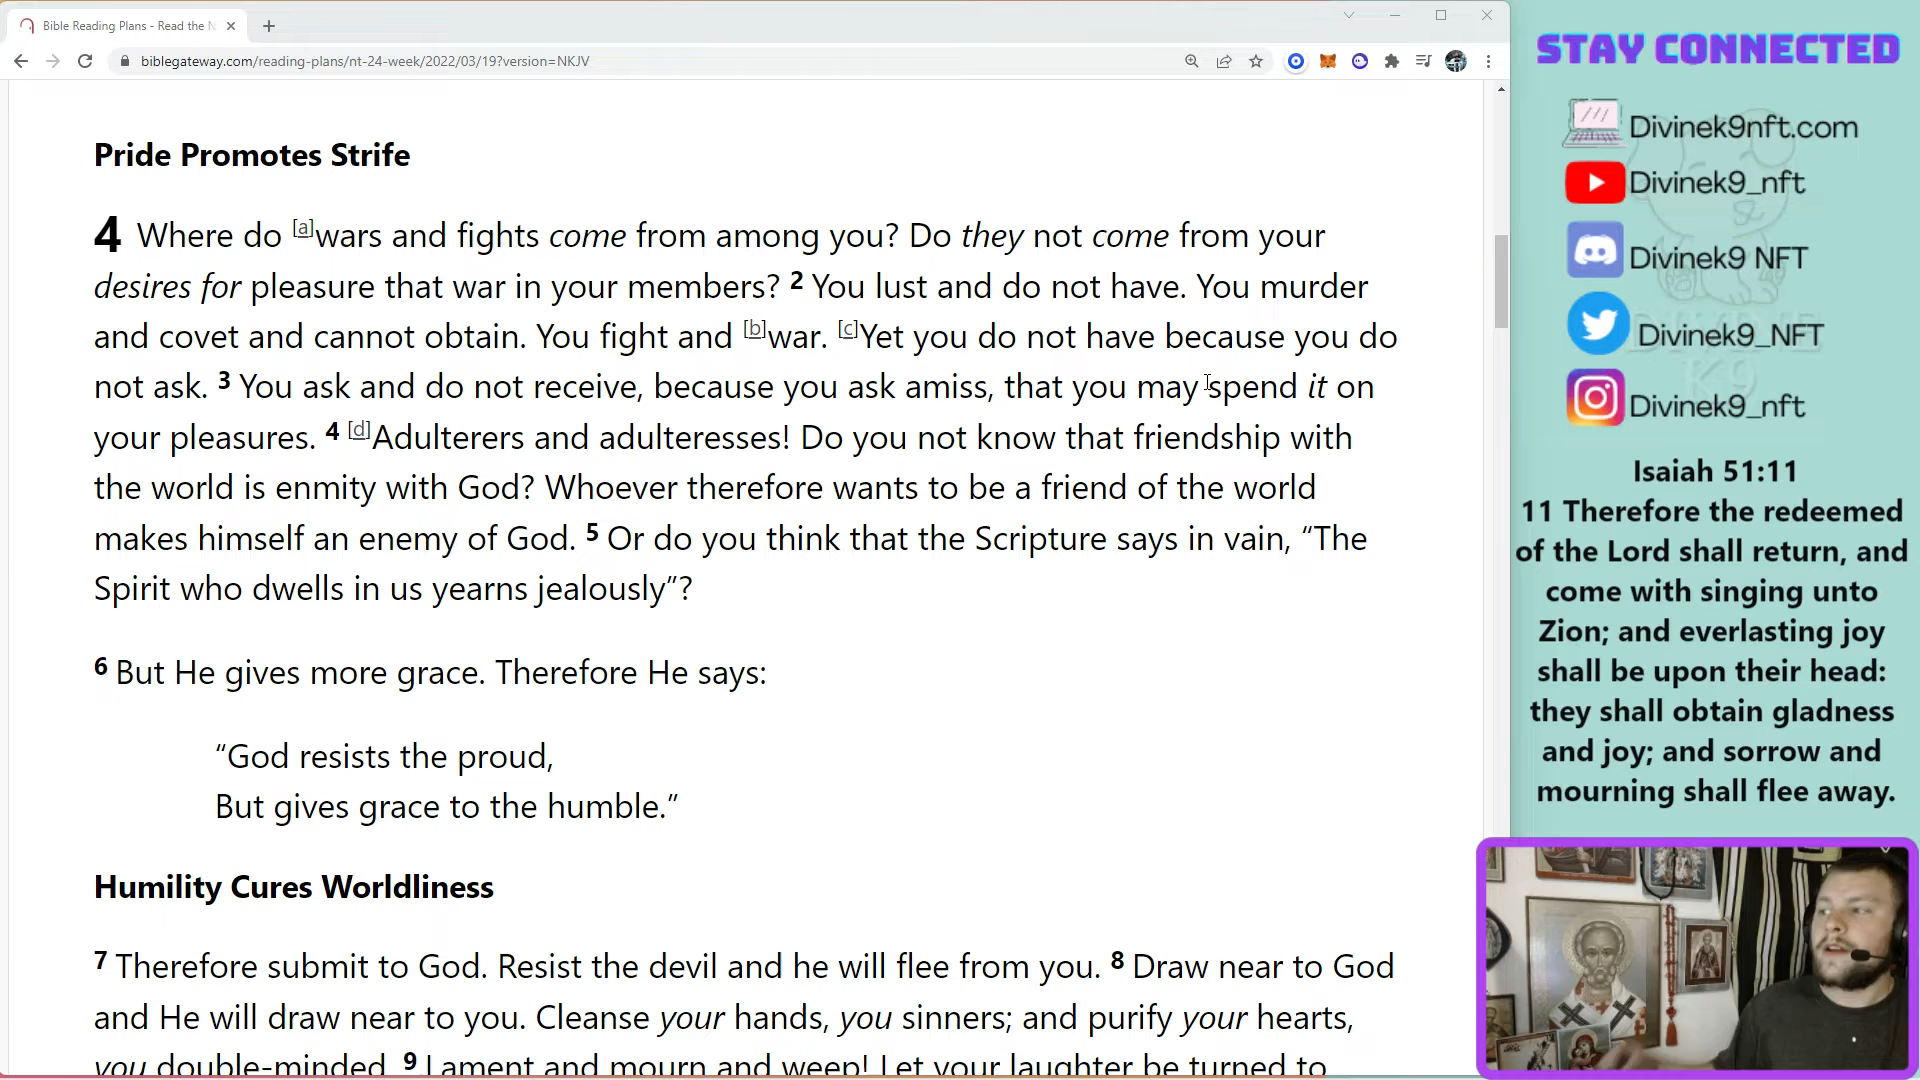 Bible Reading Plans - Read the N
biblegateway.com/reading-plans/nt-24-week/2022/03/19?version=NKJV
Pride Promotes Strife
4 Where do [a]wars and fights come from among you? Do they not come from your
desires for pleasure that war in your members? 2 You lust and do not have. You murder
and covet and cannot obtain. You fight and [b]war. [c]Yet you do not have because you do
not ask. 3 You ask and do not receive, because you ask amiss, that you may spend it on
your pleasures. 4 [d]Adulterers and adulteresses! Do you not know that friendship with
the world is enmity with God? Whoever therefore wants to be a friend of the world
makes himself an enemy of God. 5 Or do you think that the Scripture says in vain, “The
Spirit who dwells in us yearns jealously”?
6 But He gives more grace. Therefore He says:
“God resists the proud,
But gives grace to the humble.”
Humility Cures Worldliness
7 Therefore submit to God. Resist the devil and he will flee from you. 8 Draw near to God
and He will draw near to you. Cleanse your hands, you sinners; and purify your hearts,
you double-minded. 9 Lament and mourn and weep! Let your laughter be turned to
STAY CONNECTED
Divinek9nft.com
Divinek9_nft
Divinek9 NFT
Divinek9_NFT
DIVINE
K9
Divinek9_nft
Isaiah 51:11
11 Therefore the redeemed
of the Lord shall return, and
come with singing unto
Zion; and everlasting joy
shall be upon their head:
they shall obtain gladness
and joy; and sorrow and
mourning shall flee away.